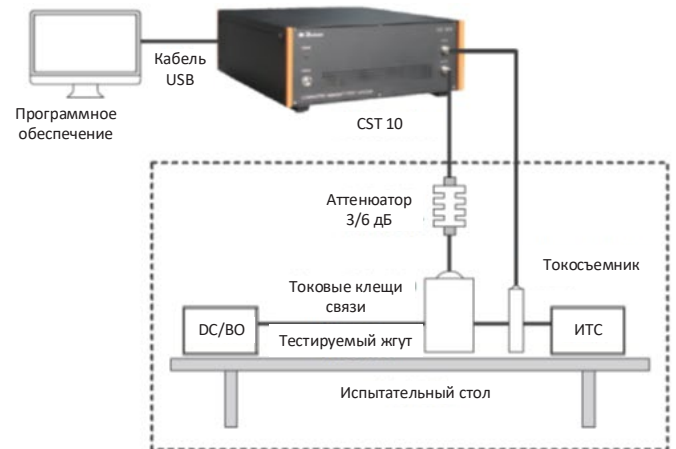 Кабель
USB
Программное
обеспечение
CST 10
Аттенюатор
3/6 дБ
Токосъемник
Токовые клещи
связи
DC/ВО
Тестируемый жгут
ИТС
Испытательный стол